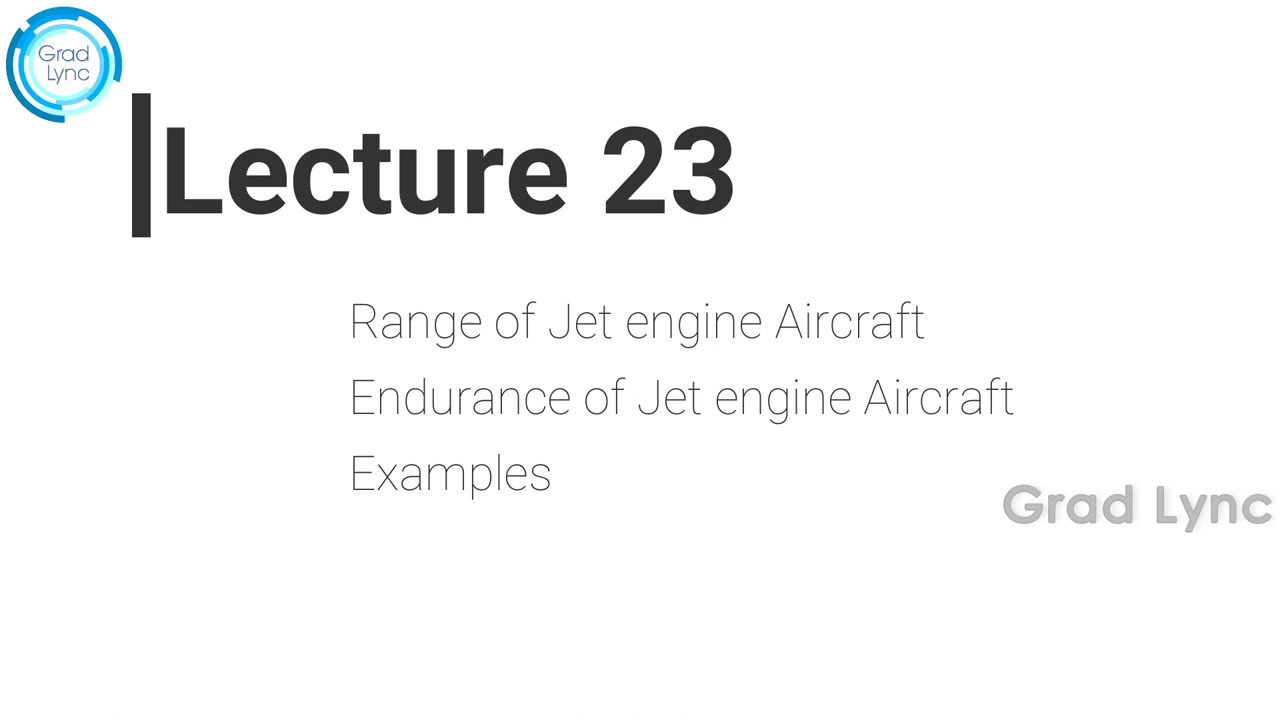 Grad
Lync
Lecture 23
Range of Jet engine Aircraft
Endurance of Jet engine Aircraft
Examples
Grad Lync